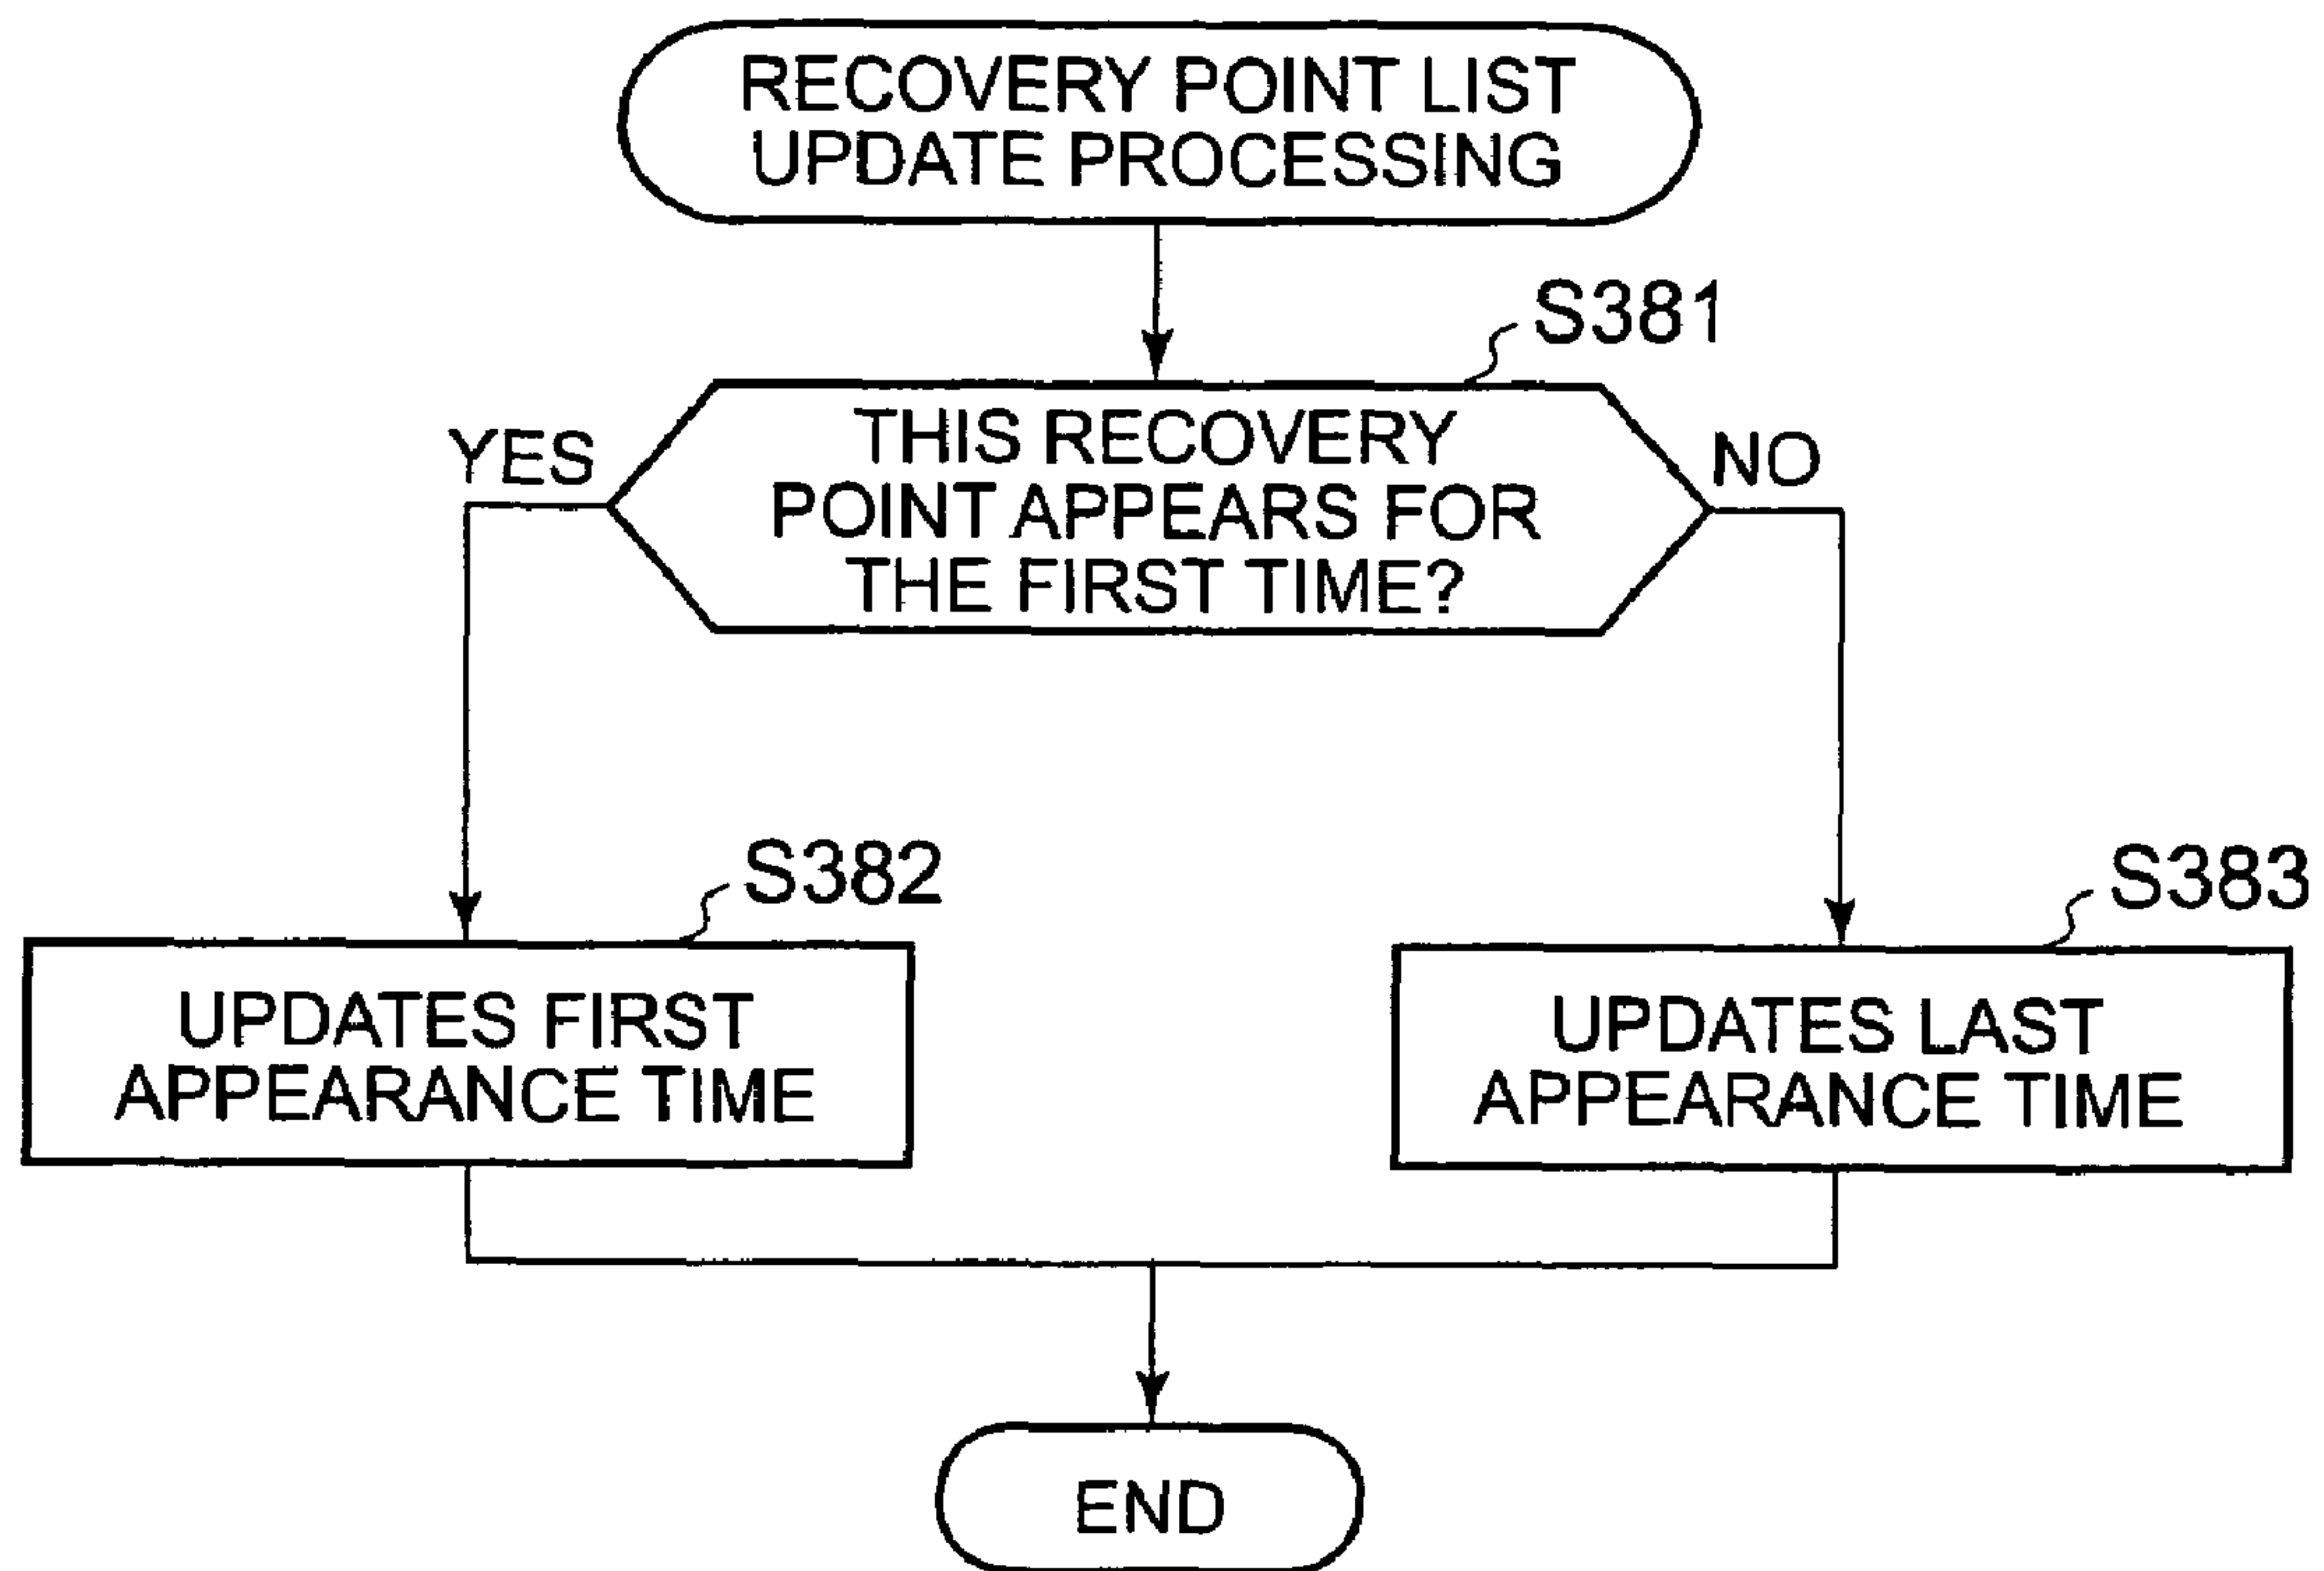 RECOVERY POINT LIST
UPDATE PROCESSING
S381
THIS RECOVERY
POINT APPEARS FOR
THE FIRST TIME?
YES
NO
S382
UPDATES FIRST
APPEARANCE TIME
S383
UPDATES LAST
APPEARANCE TIME
END